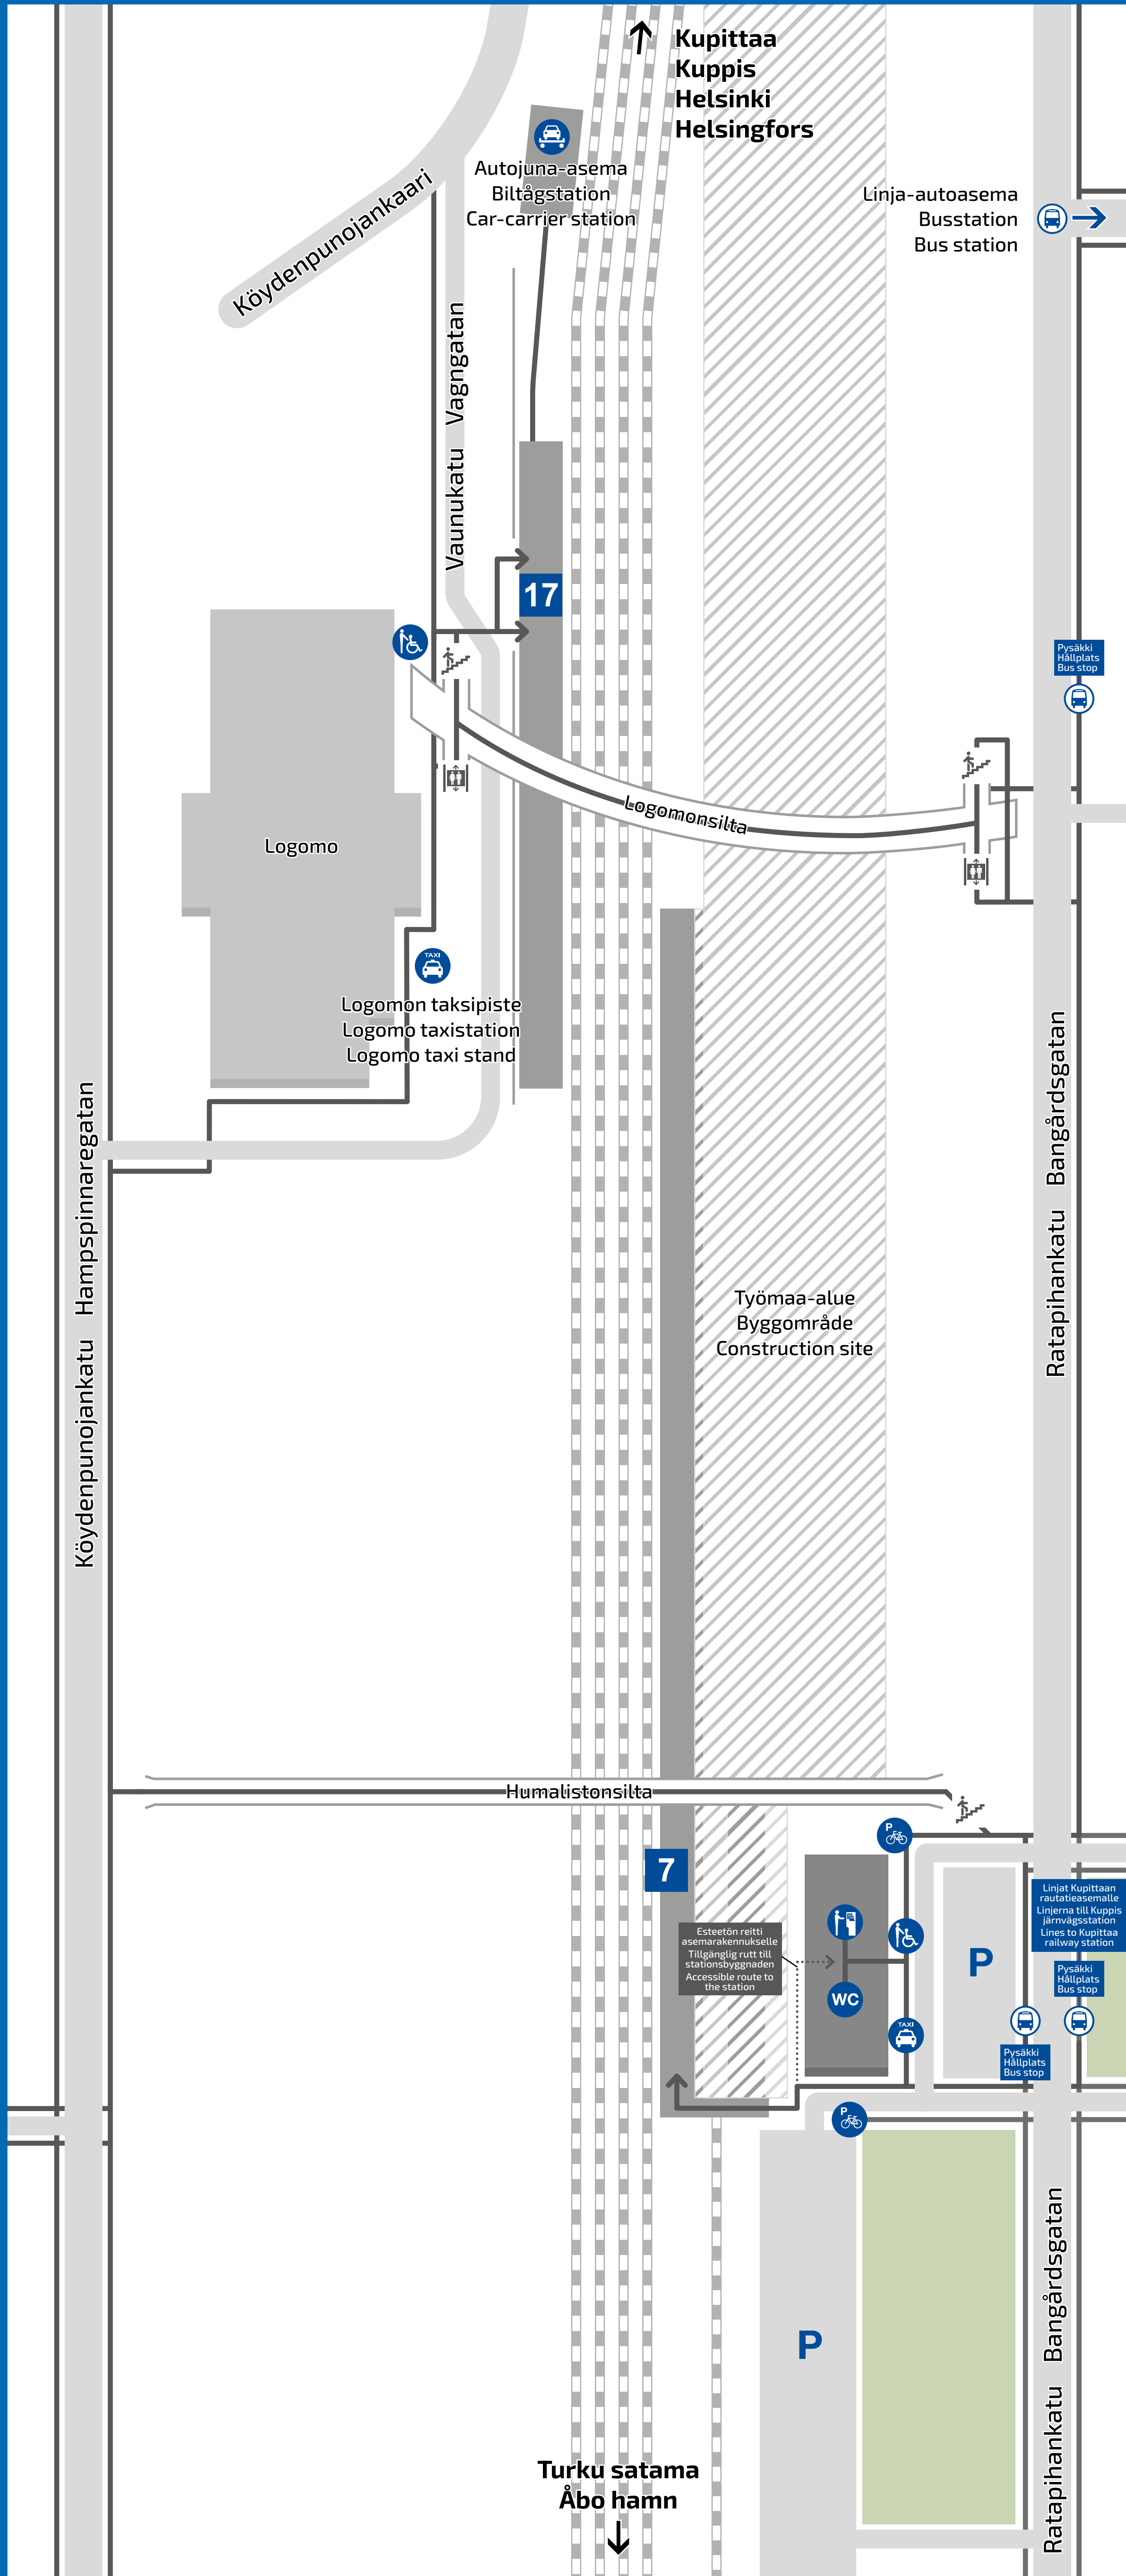 Kupittaa
Kuppis
Helsinki
Helsingfors
Autojuna-asema
Biltågstation
Car-carrier station
Linja-autoasema
Busstation
Bus station
Köydenpunojankaari
Vaunukatu Vagngatan
17
Pysäkki
Hållplats
Bus stop
Logomonsilta
Logomo
TAXI
Logomon taksipiste
Logomo taxistation
Logomo taxi stand
Köydenpunojankatu Hampspinnaregatan
Ratapihankatu Bangårdsgatan
Työmaa-alue
Byggområde
Construction site
Humalistonsilta
P
7
Linjat Kupittaan
rautatieasemalle
Linjerna till Kuppis
järnvägsstation
Lines to Kupittaa
railway station
Esteetön reitti
asemarakennukselle
Tillgänglig rutt till
stationsbyggnaden
Accessible route to
the station
P
WC
TAXI
Pysäkki
Hållplats
Bus stop
Pysäkki
Hållplats
Bus stop
P
P
Ratapihankatu Bangårdsgatan
Turku satama
Åbo hamn